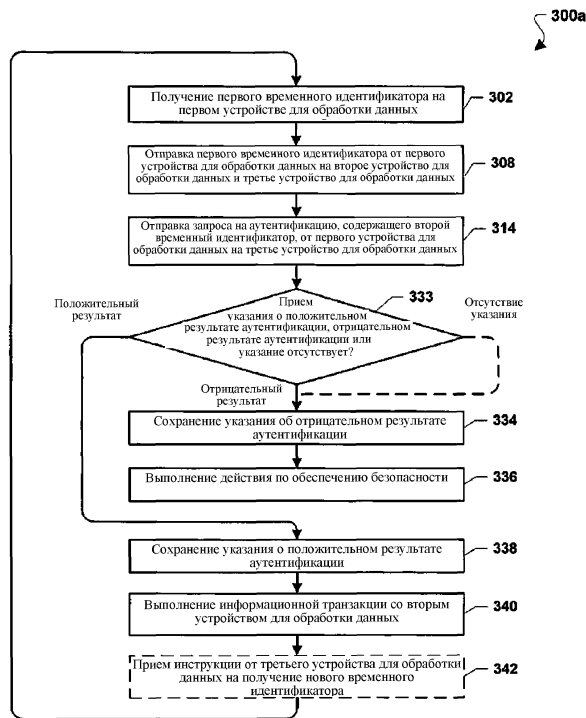 300a
Получение первого временного идентификатора на
первом устройстве для обработки данных
302
Отправка первого временного идентификатора от первого
устройства для обработки данных на второе устройство для
обработки данных и третье устройство для обработки данных
308
Отправка запроса на аутентификацию, содержащего второй
временный идентификатор, от первого устройства для
обработки данных на третье устройство для обработки данных
314
Положительный
результат
Прием
указания о положительном
результате аутентификации, отрицательном
результате аутентификации или
указание отсутствует?
333
Отсутствие
указания
Отрицательный
результат
Сохранение указания об отрицательном результате
аутентификации
334
Выполнение действия по обеспечению безопасности
336
Сохранение указания о положительном результате
аутентификации
338
Выполнение информационной транзакции со вторым
устройством для обработки данных
340
Прием инструкции от третьего устройства для обработки
данных на получение нового временного
идентификатора
342